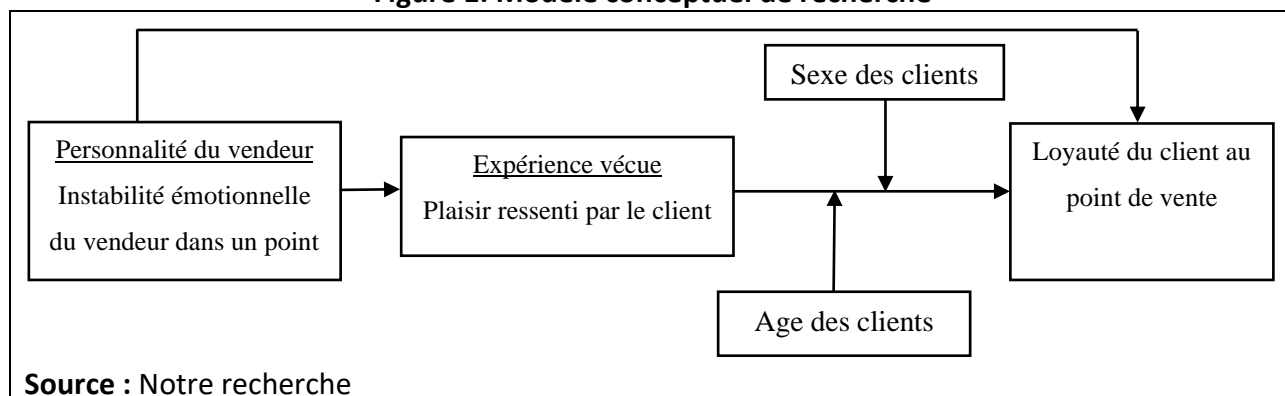 Figure 1: Modèle conceptuel de recherche
Sexe des clients
Personnalité du vendeur
Instabilité émotionnelle
du vendeur dans un point
Expérience vécue
Plaisir ressenti par le client
Loyauté du client au
point de vente
Age des clients
Source : Notre recherche